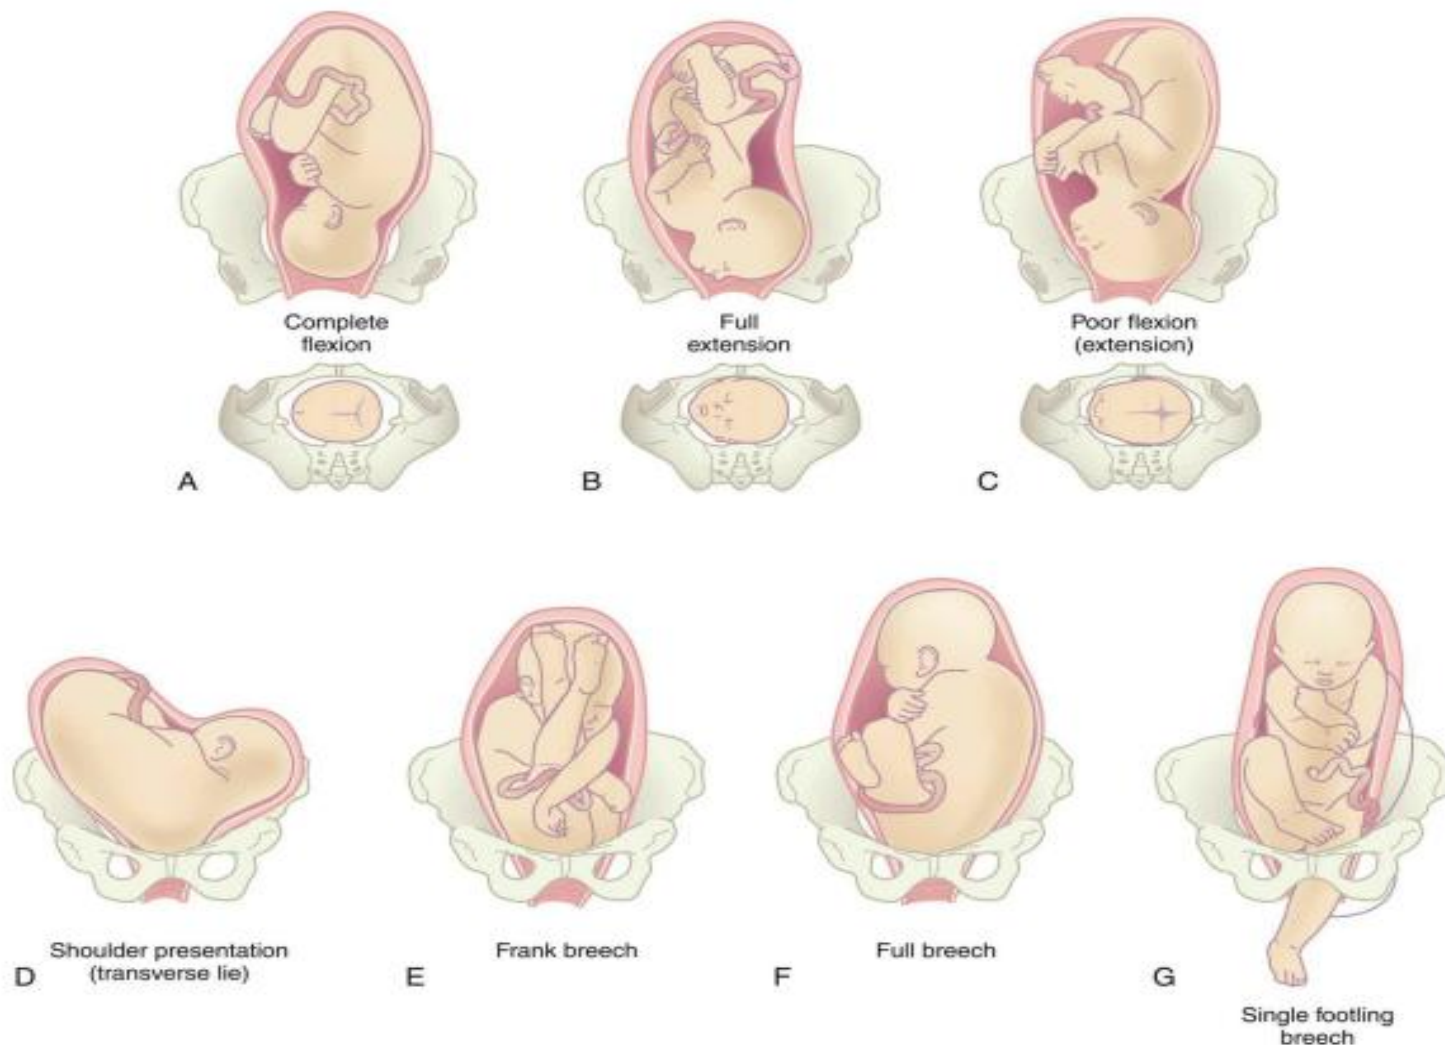 Complete
flexion
Full
extension
Poor flexion
(extension)
A
B
C
Shoulder presentation
(transverse lie)
D
Frank breech
E
Full breech
F
G
Single footling
breech